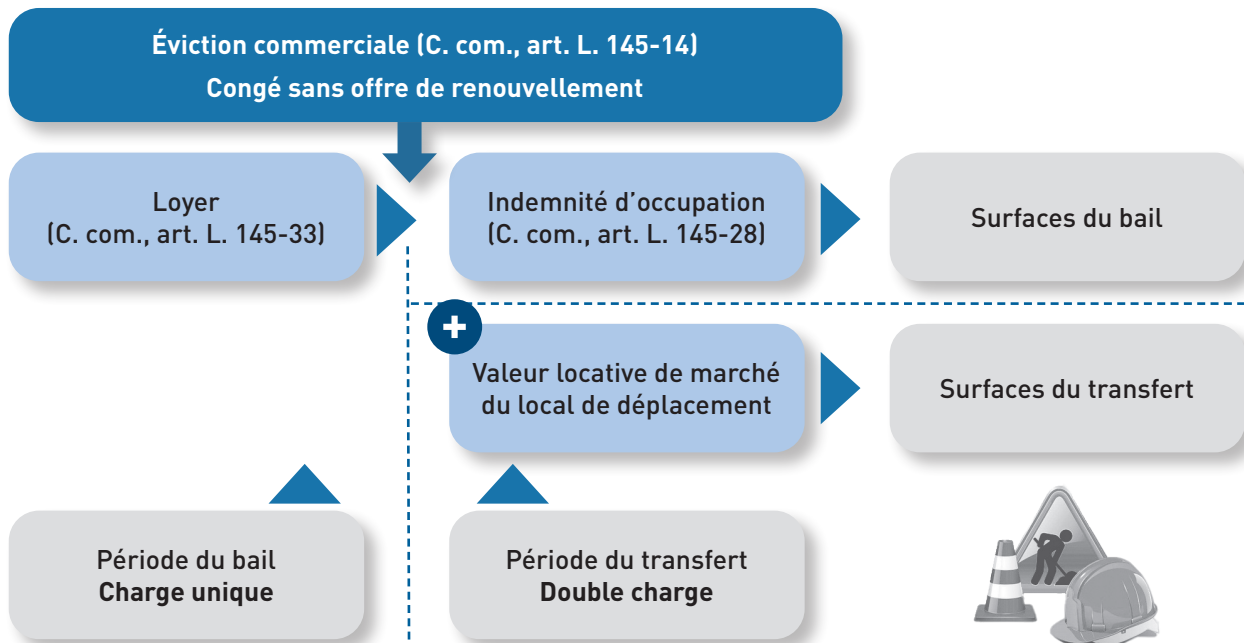 Éviction commerciale (C. com., art. L. 145-14)
Congé sans offre de renouvellement
Loyer
(C. com., art. L. 145-33)
Indemnité d’occupation
(C. com., art. L. 145-28)
Surfaces du bail
+
Valeur locative de marché
du local de déplacement
Surfaces du transfert
Période du bail
Charge unique
Période du transfert
Double charge